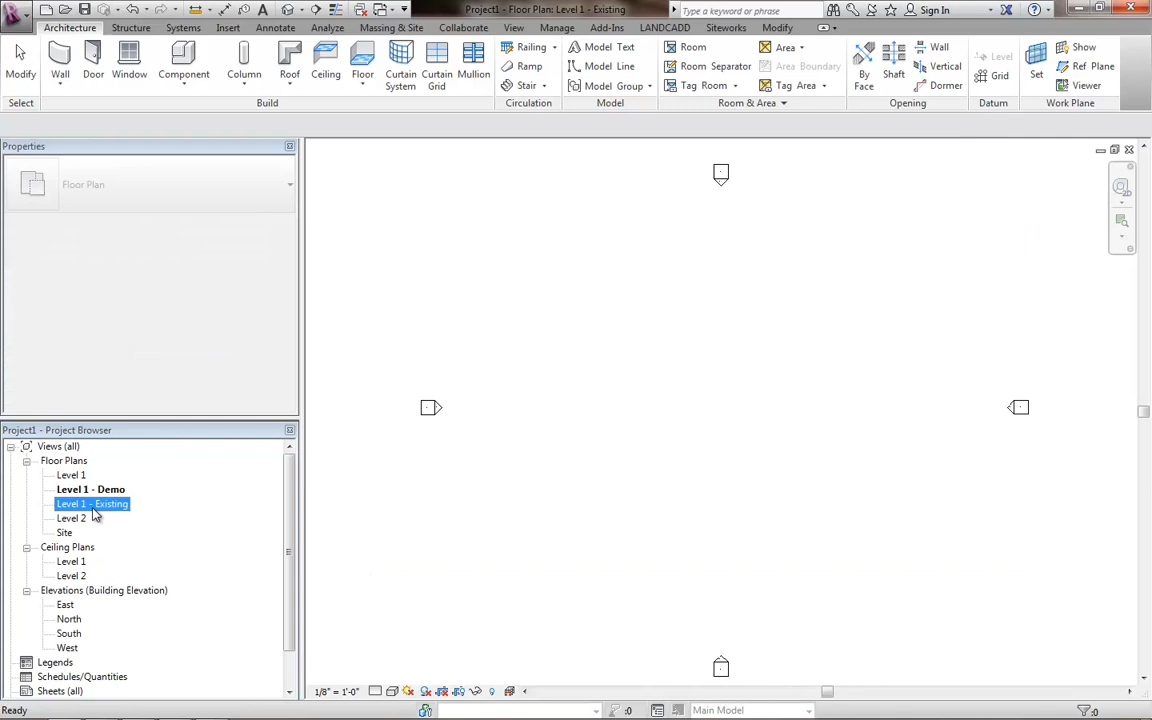 Project1 - Floor Plan: Level 1 - Existing
Type a keyword or phrase
Sign In
Architecture Structure Systems Insert Annotate Analyze Massing & Site Collaborate View Manage Add-Ins LANDCADD Siteworks Modify
Modify Wall Door Window Component Column Roof Ceiling Floor Curtain System Curtain Grid Mullion
Railing Model Text Room Area By Face Shaft Wall Level Set Show
Ramp Model Line Room Separator Area Boundary Vertical Grid Ref Plane
Stair Model Group Tag Room Tag Area Dormer Viewer
Select Build Circulation Model Room & Area Opening Datum Work Plane
Properties
Floor Plan
Project1 - Project Browser
Views (all)
Floor Plans
Level 1
Level 1 - Demo
Level 1 - Existing
Level 2
Site
Ceiling Plans
Level 1
Level 2
Elevations (Building Elevation)
East
North
South
West
Legends
Schedules/Quantities
Sheets (all)
1/8" = 1'-0"
Ready
:0
Main Model
:0